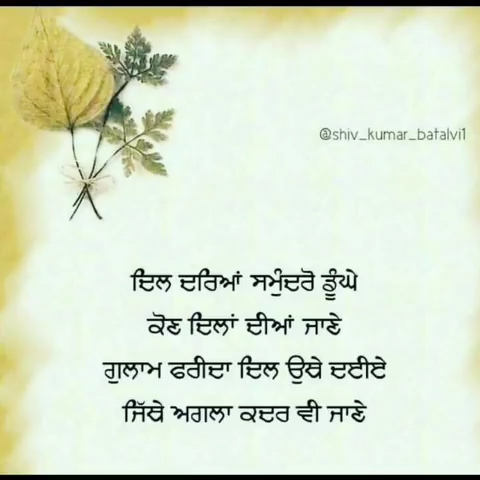 @shiv_kumar_batalvi1
ਦਿਲ ਦਰਿਆਂ ਸਮੁੰਦਰੋ ਡੂੰਘੇ
ਕੋਣ ਦਿਲਾਂ ਦੀਆਂ ਜਾਣੇ
ਗੁਲਾਮ ਫਰੀਦਾ ਦਿਲ ਉਥੇ ਦਈਏ
ਜਿੱਥੇ ਅਗਲਾ ਕਦਰ ਵੀ ਜਾਣੇ